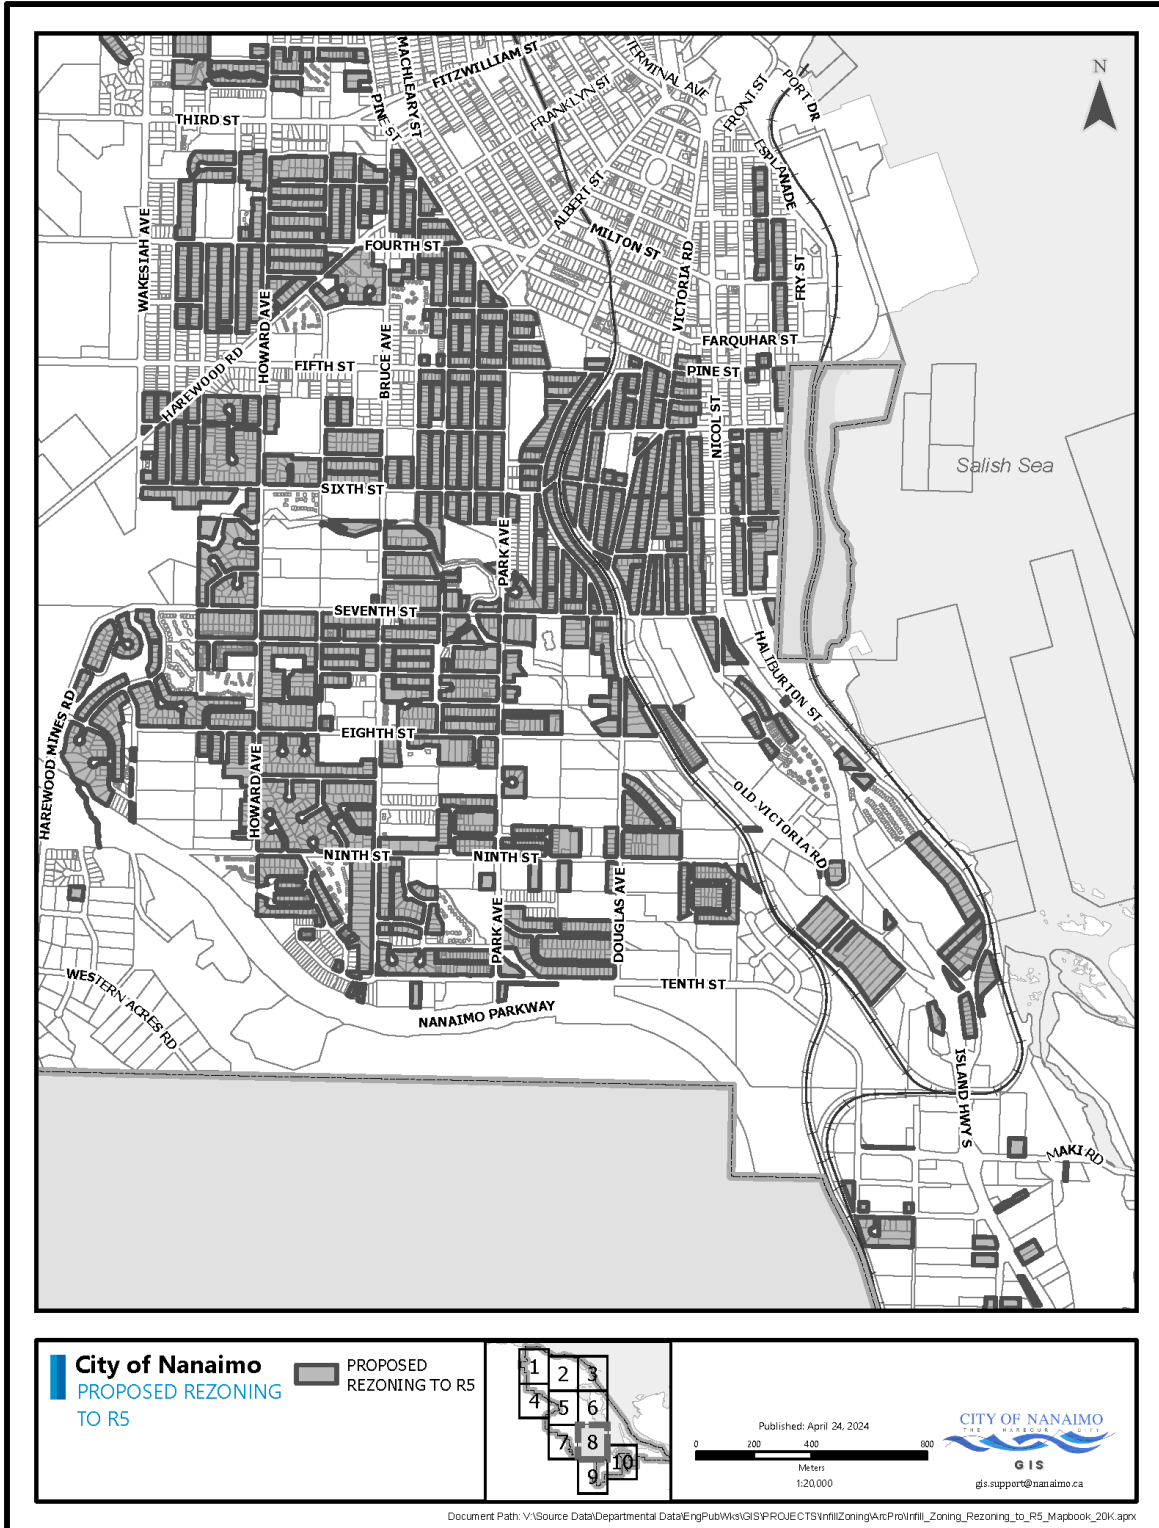 MACHLEARY ST
FITZWILLIAM ST
TERMINAL AVE
PORT DR
FRONT ST
FRANKLYN ST
PINE ST
THIRD ST
ESPLANADE
ALBERT ST
MILTON ST
WAKESIAH AVE
FOURTH ST
VICTORIA RD
FRY ST
HOWARD AVE
BRUCE AVE
FARQUHAR ST
HAREWOOD RD
FIFTH ST
PINE ST
NICOL ST
Salish Sea
SIXTH ST
PARK AVE
SEVENTH ST
HALIBURTON ST
HAREWOOD MINES RD
EIGHTH ST
HOWARD AVE
OLD VICTORIA RD
NINTH ST
NINTH ST
DOUGLAS AVE
PARK AVE
WESTERN ACRES RD
TENTH ST
NANAIMO PARKWAY
ISLAND HWY S
MAKI RD
N
City of Nanaimo
PROPOSED REZONING
TO R5
PROPOSED
REZONING TO R5
1
2
3
4
5
6
7
8
9
10
Published: April 24, 2024
0 200 400 800
Meters
1:20,000
CITY OF NANAIMO
THE HARBOUR CITY
GIS
gis.support@nanaimo.ca
Document Path: V:\Source Data\Departmental Data\EngPubWks\GIS\PROJECTS\InfillZoning\ArcPro\Infill_Zoning_Rezoning_to_R5_Mapbook_20K.aprx